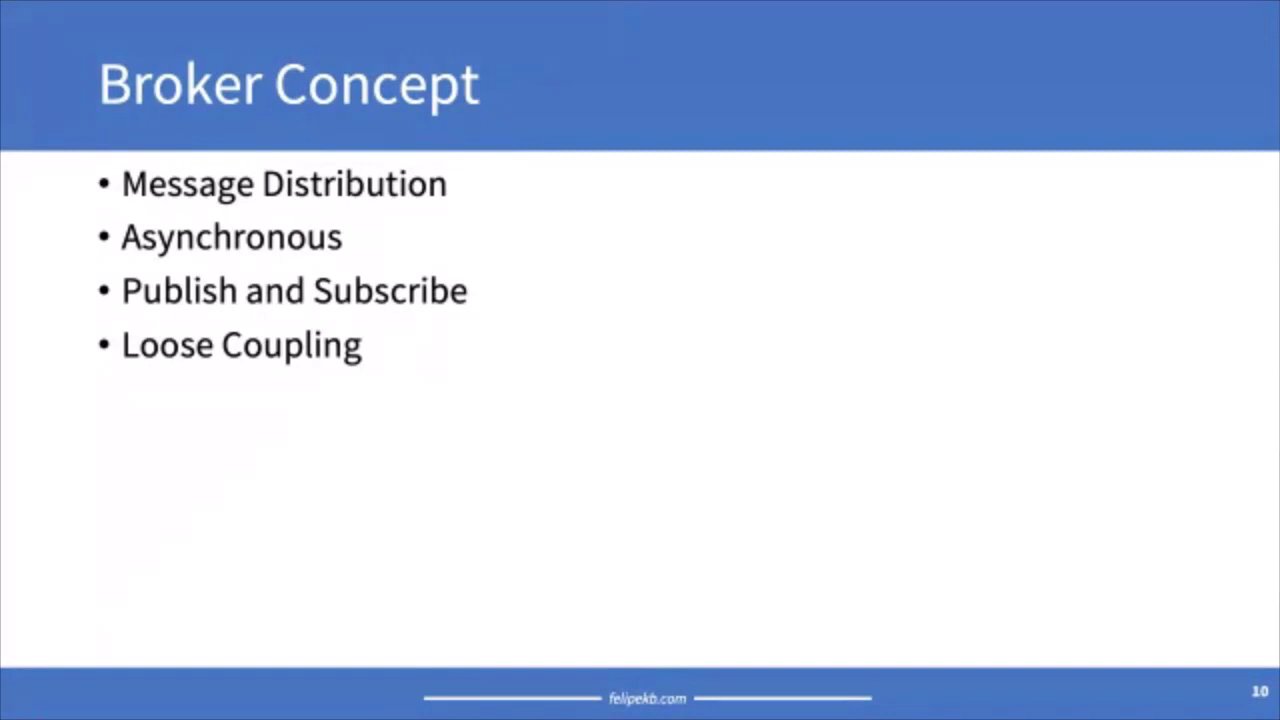 Broker Concept
• Message Distribution
• Asynchronous
• Publish and Subscribe
• Loose Coupling
felipekb.com
10